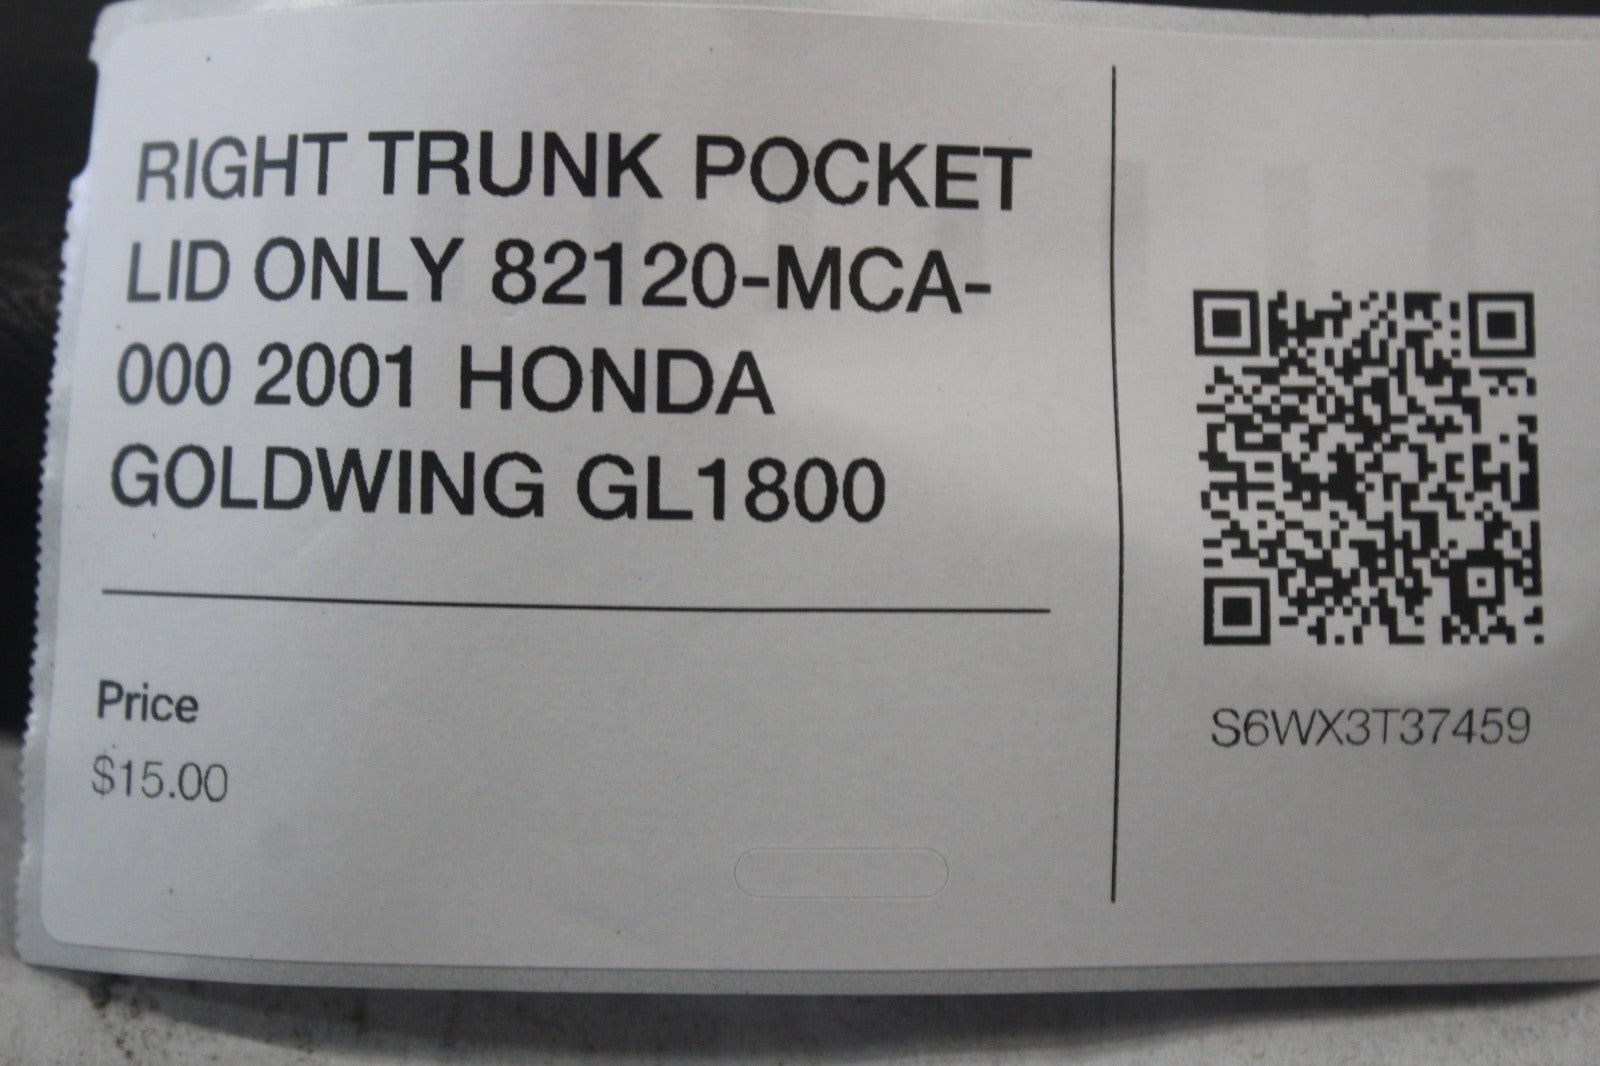 RIGHT TRUNK POCKET
LID ONLY 82120-MCA-
000 2001 HONDA
GOLDWING GL1800
Price
$15.00
S6WX3T37459